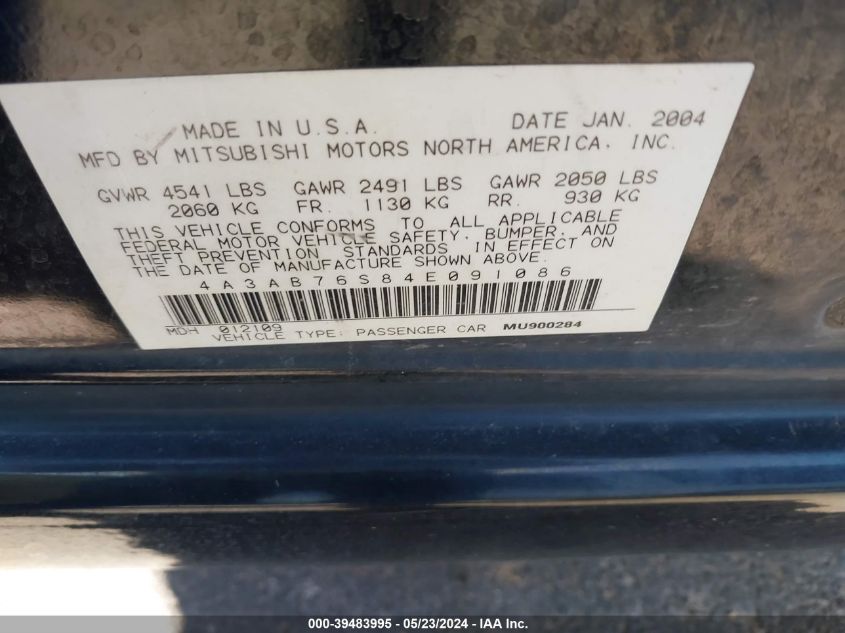 MADE IN U.S.A. DATE JAN. 2004
MFD BY MITSUBISHI MOTORS NORTH AMERICA, INC.
GVWR 4541 LBS GAWR 2491 LBS GAWR 2050 LBS
2060 KG FR. 1130 KG RR. 930 KG
THIS VEHICLE CONFORMS TO ALL APPLICABLE
FEDERAL MOTOR VEHICLE SAFETY, BUMPER, AND
THEFT PREVENTION STANDARDS IN EFFECT ON
THE DATE OF MANUFACTURE SHOWN ABOVE.
4A3AB76S84E091086
MDH 012109
VEHICLE TYPE: PASSENGER CAR MU900284
000-39483995 - 05/23/2024 - IAA Inc.